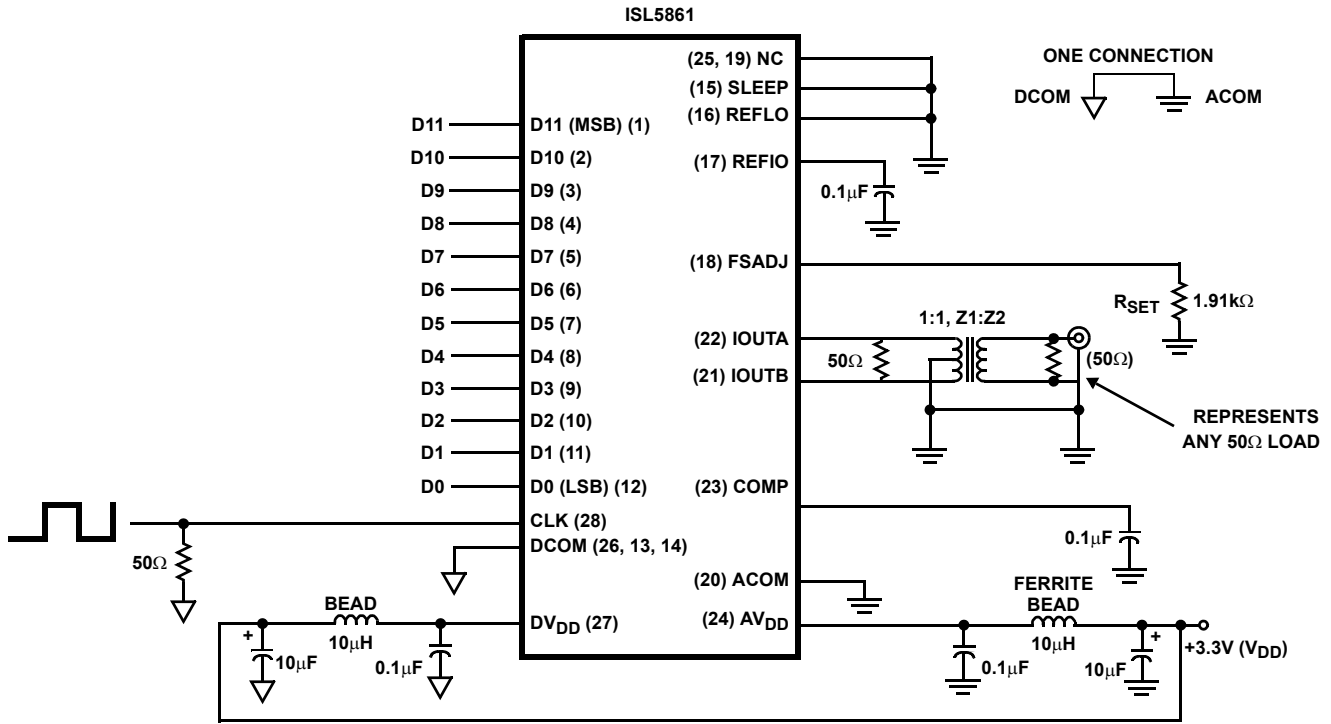 ISL5861
(25, 19) NC
(15) SLEEP
(16) REFLO
(17) REFIO
0.1µF
(18) FSADJ
RSET
1.91kΩ
ONE CONNECTION
DCOM
ACOM
D11
D11 (MSB) (1)
D10
D10 (2)
D9
D9 (3)
D8
D8 (4)
D7
D7 (5)
D6
D6 (6)
D5
D5 (7)
D4
D4 (8)
D3
D3 (9)
D2
D2 (10)
D1
D1 (11)
D0
D0 (LSB) (12)
CLK (28)
50Ω
DCOM (26, 13, 14)
BEAD
10µH
+
10µF
0.1µF
DVDD (27)
1:1, Z1:Z2
(22) IOUTA
50Ω
(21) IOUTB
(50Ω)
REPRESENTS
ANY 50Ω LOAD
(23) COMP
0.1µF
(20) ACOM
(24) AVDD
FERRITE
BEAD
10µH
0.1µF
10µF
+
+3.3V (VDD)